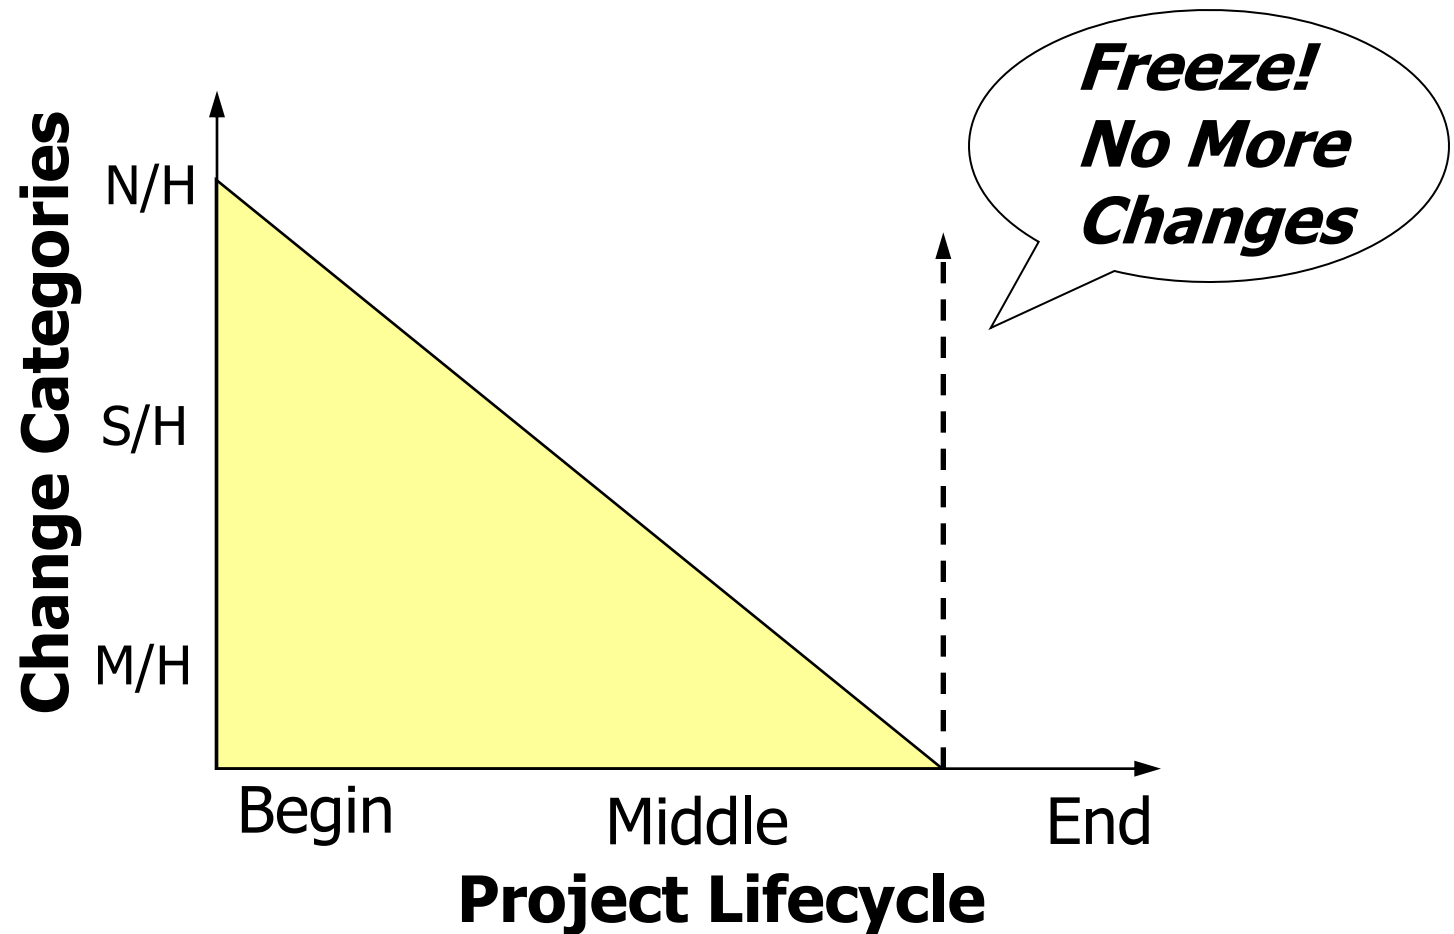 Freeze!
No More
Changes
Change Categories
N/H
S/H
M/H
Begin
Middle
End
Project Lifecycle